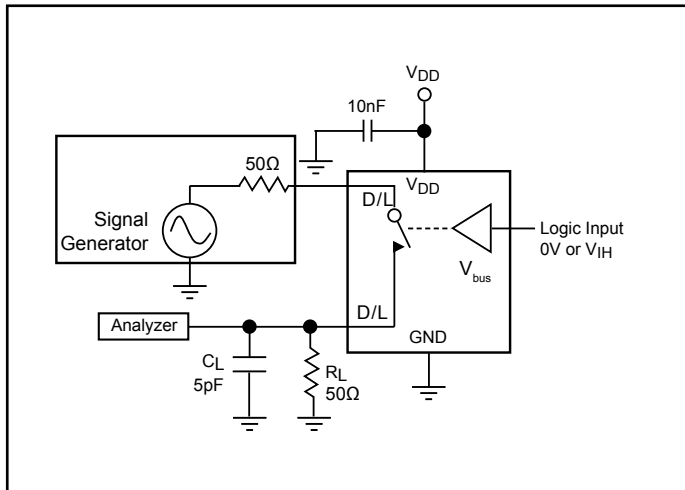 VDD
10nF
50Ω
VDD
D/L
Signal
Generator
Logic Input
0V or VIH
Vbus
D/L
Analyzer
GND
CL
5pF
RL
50Ω